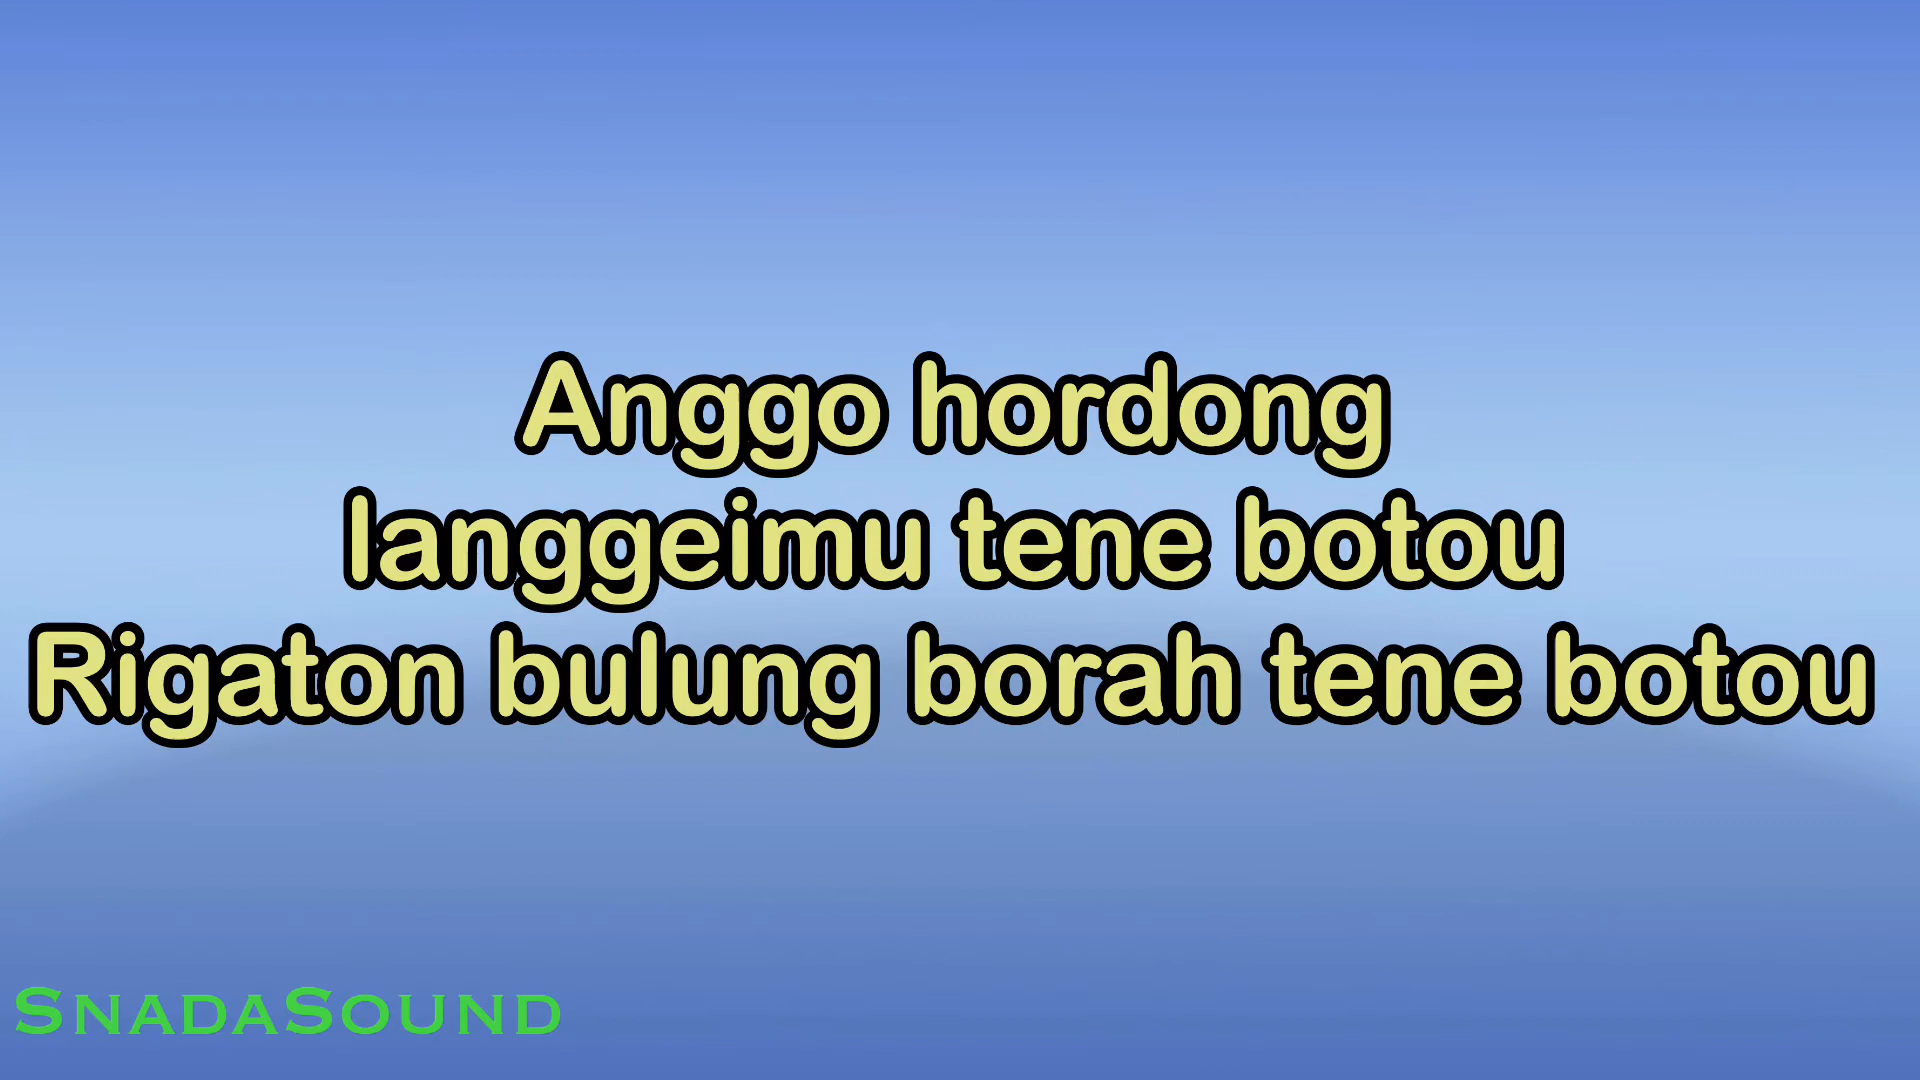 Anggo hordong
langgeimu tene botou
Rigaton bulung borah tene botou
SnadaSound